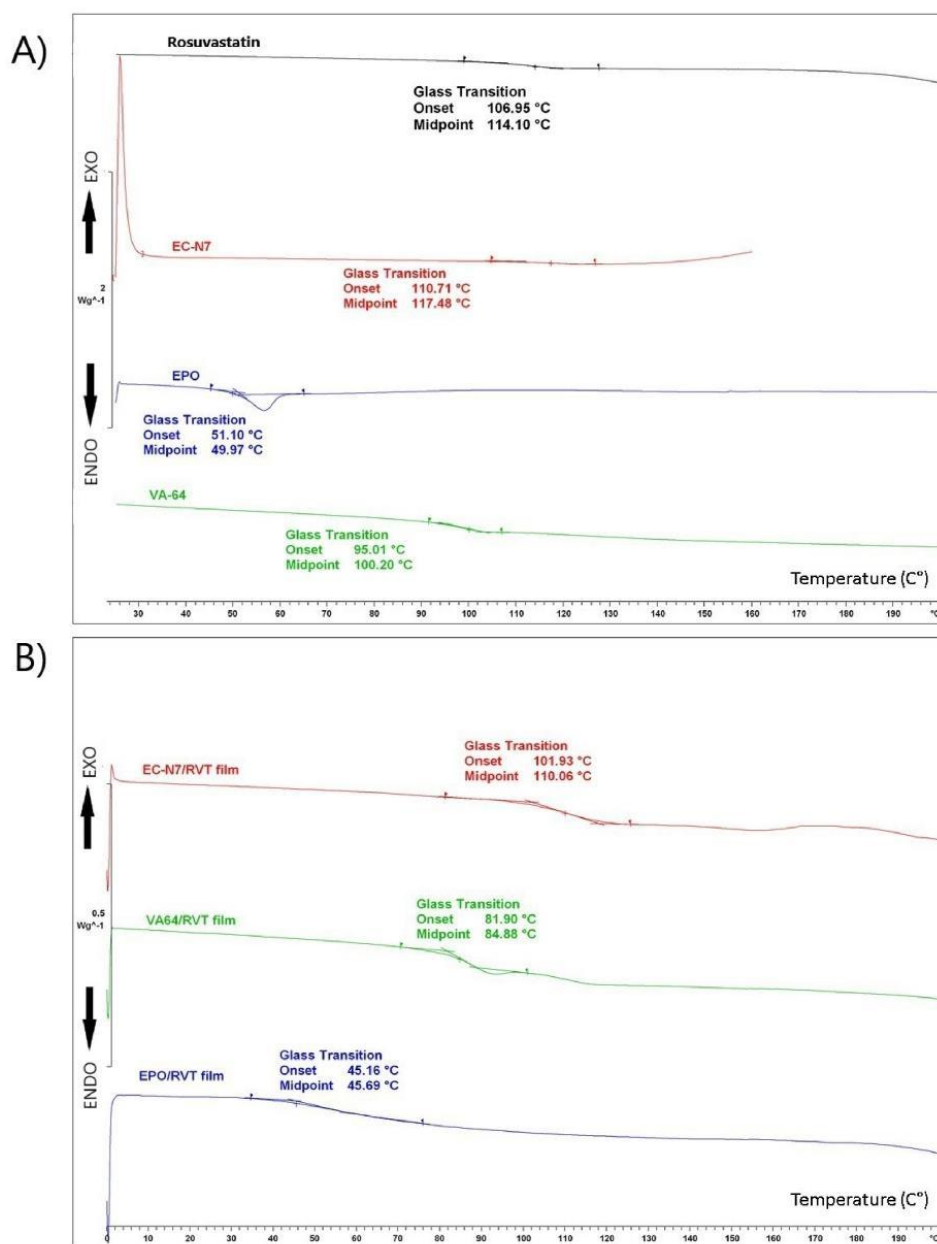 A)
Rosuvastatin
Glass Transition
Onset 106.95 °C
Midpoint 114.10 °C
EXO
EC-N7
Glass Transition
Onset 110.71 °C
Midpoint 117.48 °C
2
Wg^-1
EPO
Glass Transition
Onset 51.10 °C
Midpoint 49.97 °C
ENDO
VA-64
Glass Transition
Onset 95.01 °C
Midpoint 100.20 °C
Temperature (C°)
30 40 50 60 70 80 90 100 110 120 130 140 150 160 170 180 190 °C
B)
Glass Transition
Onset 101.93 °C
Midpoint 110.06 °C
EXO
EC-N7/RVT film
Glass Transition
Onset 81.90 °C
Midpoint 84.88 °C
0.5
Wg^-1
VA64/RVT film
Glass Transition
Onset 45.16 °C
Midpoint 45.69 °C
ENDO
EPO/RVT film
Temperature (C°)
0 10 20 30 40 50 60 70 80 90 100 110 120 130 140 150 160 170 180 190 °C